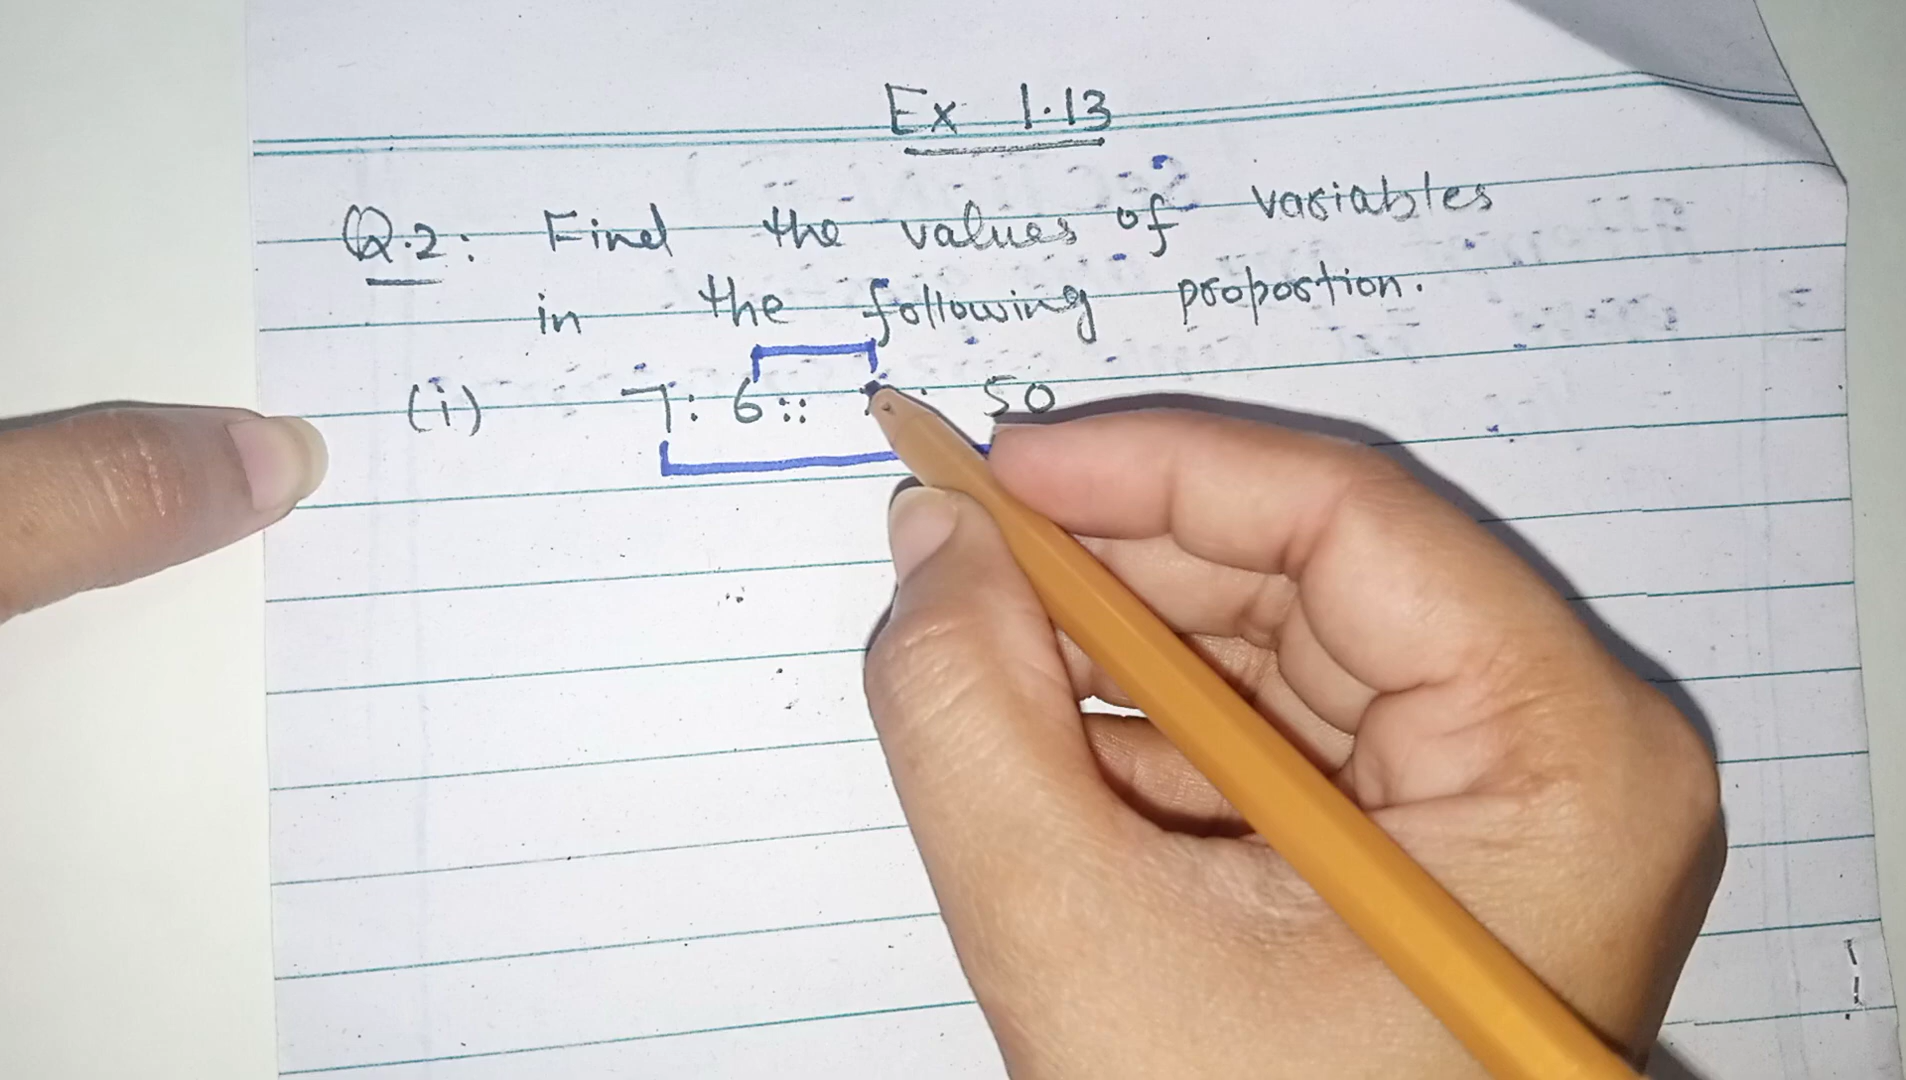 Ex 1.13
Q.2: Find the values of variables
in the following proportion.
(i) 7: 6:: : 50